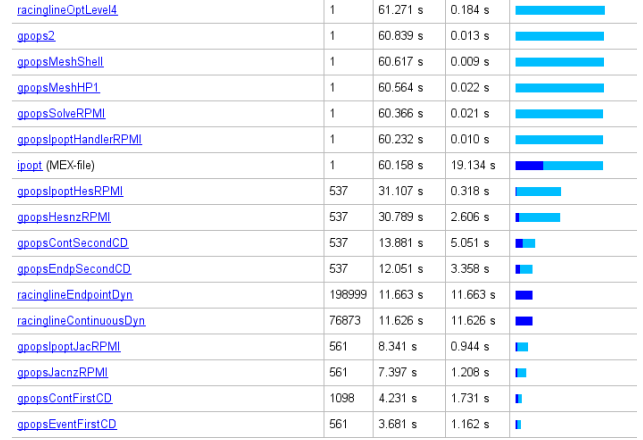 racinglineOptLevel4 1 61.271 s 0.184 s
gpops2 1 60.839 s 0.013 s
gpopsMeshShell 1 60.617 s 0.009 s
gpopsMeshHP1 1 60.564 s 0.022 s
gpopsSolveRPMI 1 60.366 s 0.021 s
gpopsIpoptHandlerRPMI 1 60.232 s 0.010 s
ipopt (MEX-file) 1 60.158 s 19.134 s
gpopsIpoptHesRPMI 537 31.107 s 0.318 s
gpopsHesnzRPMI 537 30.789 s 2.606 s
gpopsContSecondCD 537 13.881 s 5.051 s
gpopsEndpSecondCD 537 12.051 s 3.358 s
racinglineEndpointDyn 198999 11.663 s 11.663 s
racinglineContinuousDyn 76873 11.626 s 11.626 s
gpopsIpoptJacRPMI 561 8.341 s 0.944 s
gpopsJacnzRPMI 561 7.397 s 1.208 s
gpopsContFirstCD 1098 4.231 s 1.731 s
gpopsEventFirstCD 561 3.681 s 1.162 s